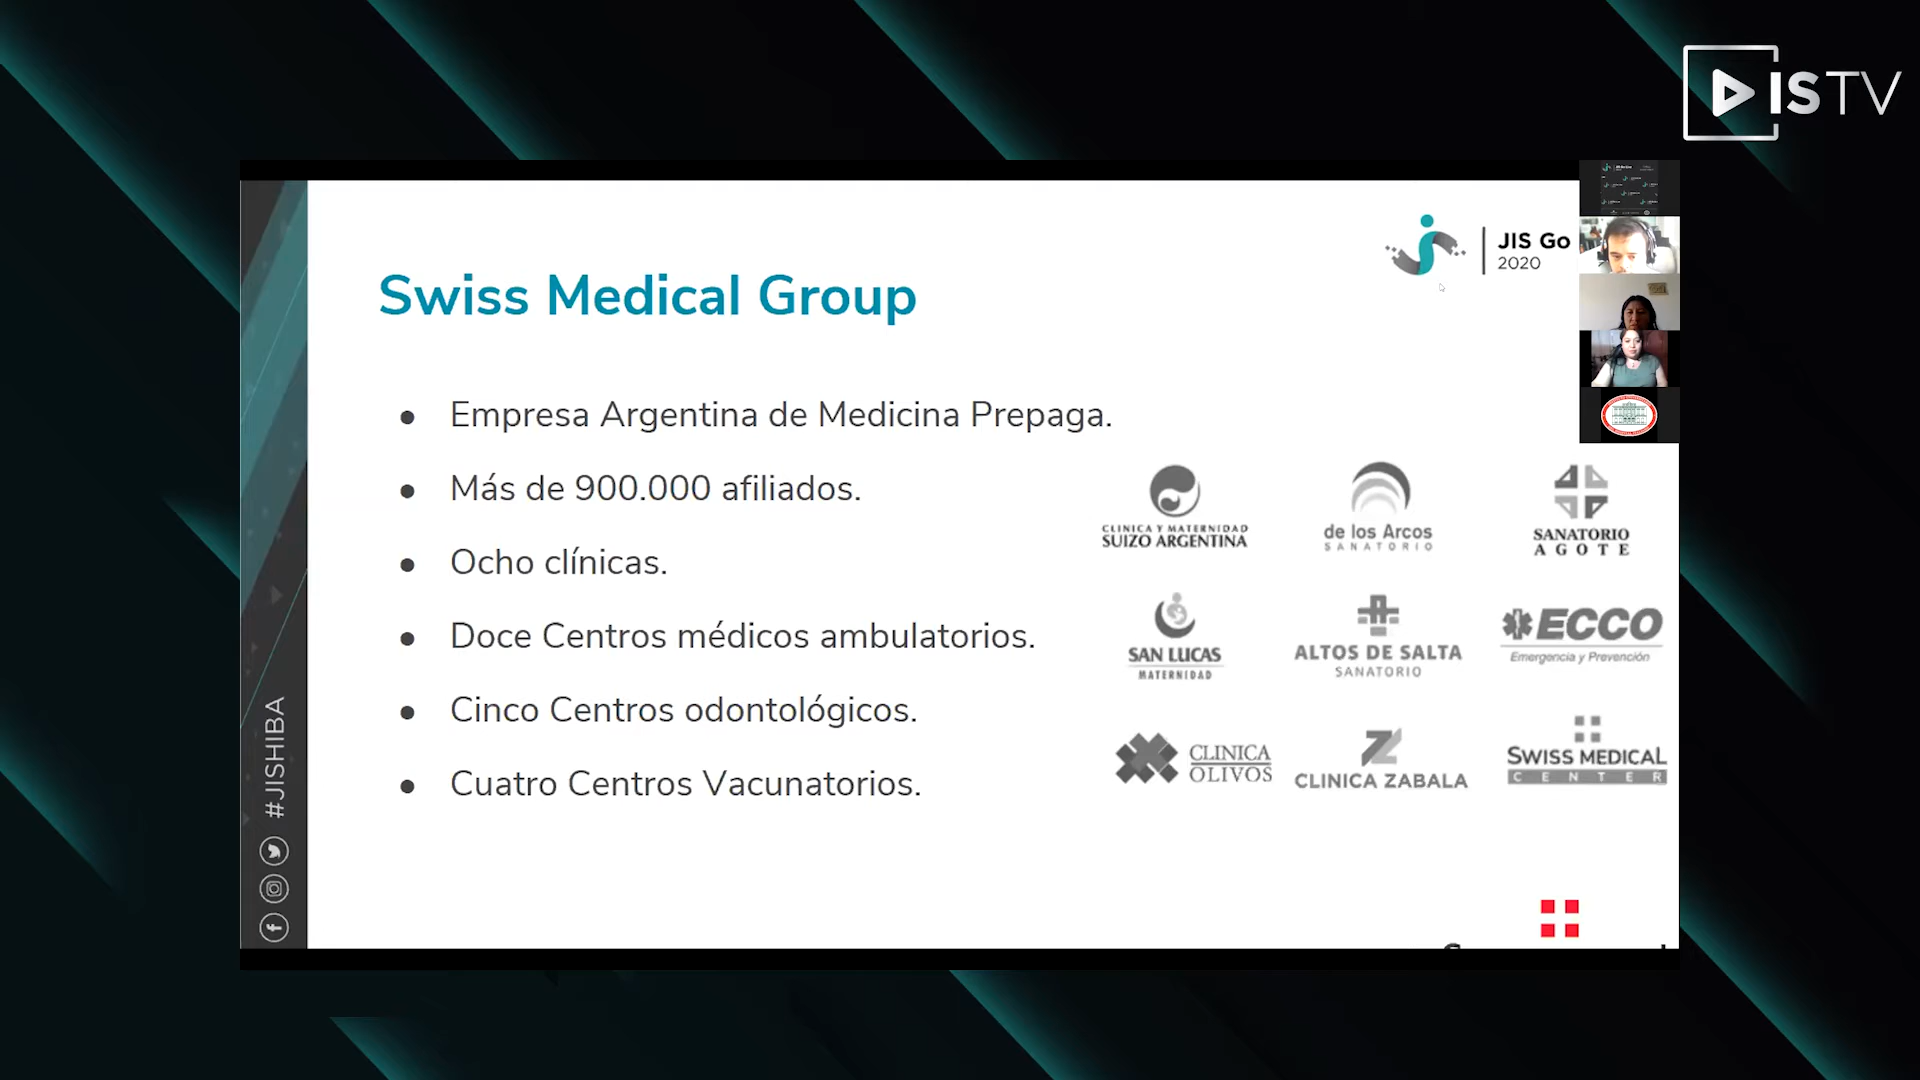 ISTV
JIS Go
2020
Swiss Medical Group
● Empresa Argentina de Medicina Prepaga.
● Más de 900.000 afiliados.
● Ocho clínicas.
● Doce Centros médicos ambulatorios.
● Cinco Centros odontológicos.
● Cuatro Centros Vacunatorios.
CLINICA Y MATERNIDAD
SUIZO ARGENTINA
de los Arcos
SANATORIO
SANATORIO
AGOTE
SAN LUCAS
MATERNIDAD
ALTOS DE SALTA
SANATORIO
ECCO
Emergencia y Prevención
CLINICA
OLIVOS
CLINICA ZABALA
SWISS MEDICAL
CENTER
#JISHIBA